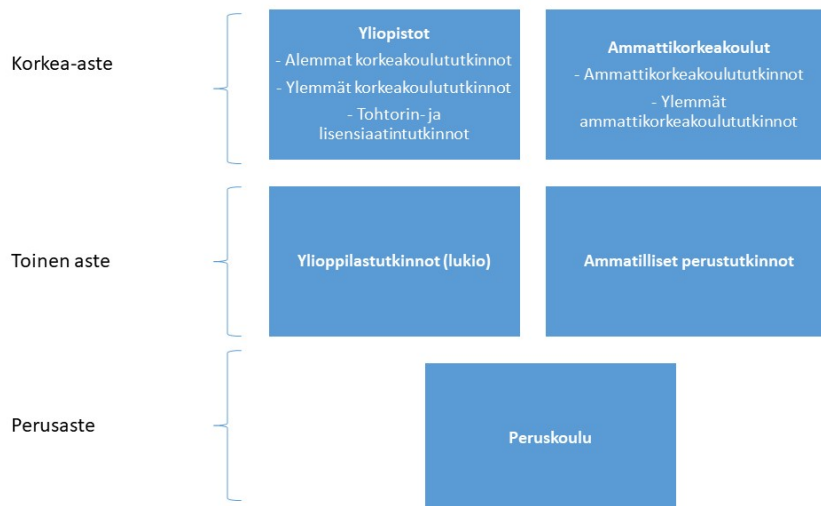 Korkea-aste
Yliopistot
- Alemmat korkeakoulututkinnot
- Ylemmät korkeakoulututkinnot
- Tohtorin- ja
lisensiaatintutkinnot
Ammattikorkeakoulut
- Ammattikorkeakoulututkinnot
- Ylemmät
ammattikorkeakoulututkinnot
Toinen aste
Ylioppilastutkinnot (lukio)
Ammatilliset perustutkinnot
Perusaste
Peruskoulu